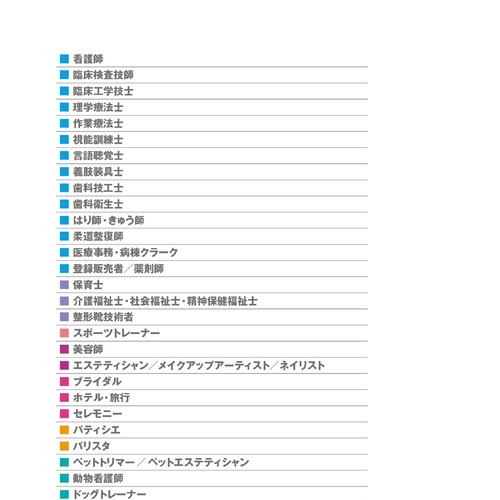 看護師
臨床検査技師
臨床工学技士
理学療法士
作業療法士
視能訓練士
言語聴覚士
義肢装具士
歯科技工士
歯科衛生士
はり師・きゅう師
柔道整復師
医療事務・病棟クラーク
登録販売者／薬剤師
保育士
介護福祉士・社会福祉士・精神保健福祉士
整形靴技術者
スポーツトレーナー
美容師
エステティシャン／メイクアップアーティスト／ネイリスト
ブライダル
ホテル・旅行
セレモニー
パティシエ
バリスタ
ペットトリマー／ペットエステティシャン
動物看護師
ドッグトレーナー